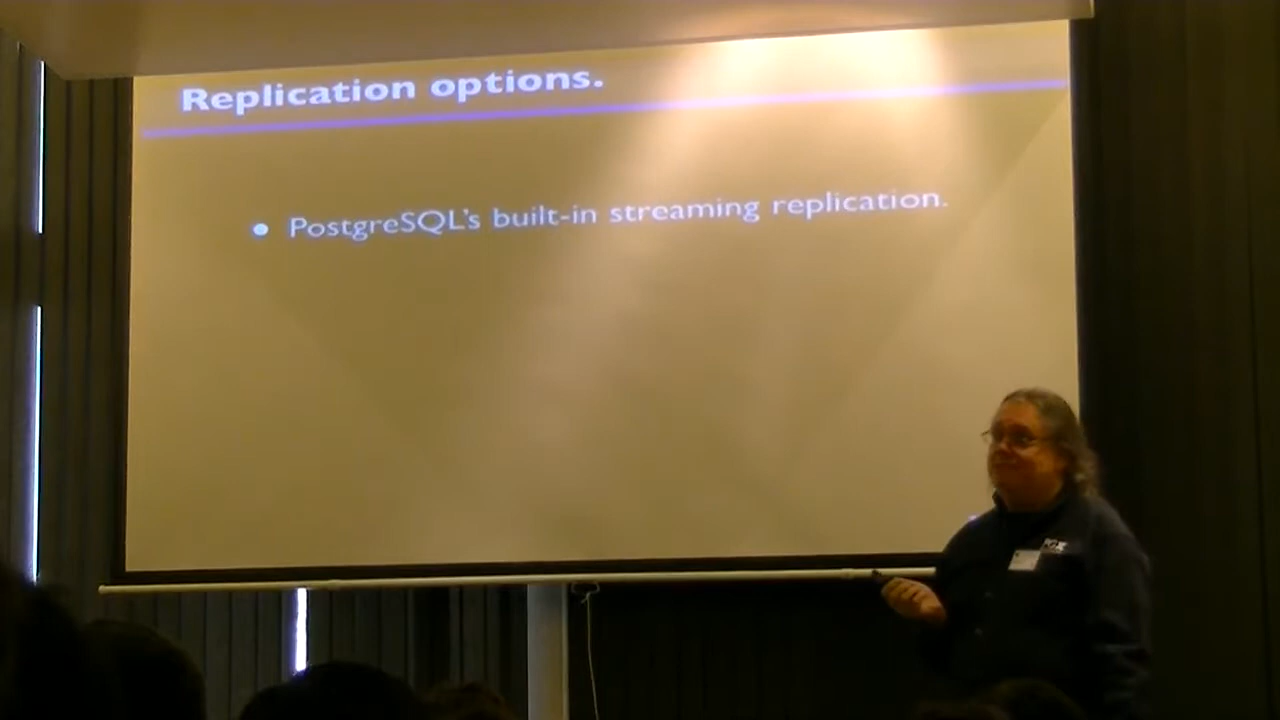 Replication options.
• PostgreSQL's built-in streaming replication.